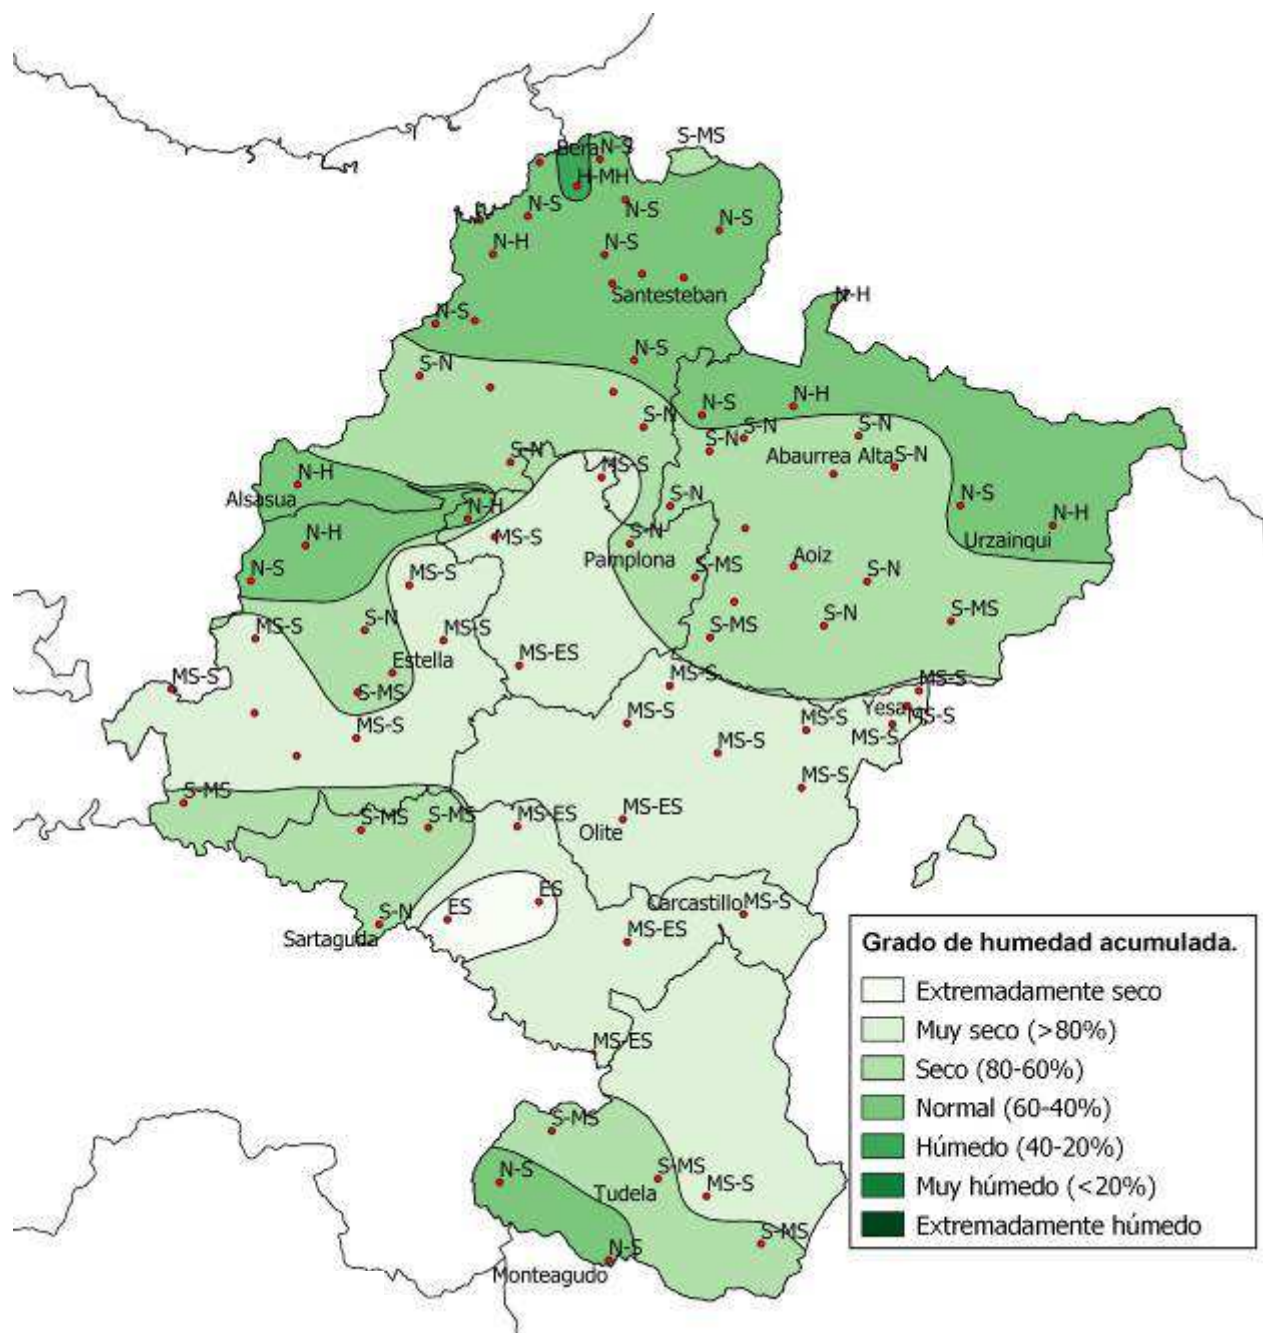 S-MS
Bera
N-S
H-MH
N-S
N-S
N-S
N-H
N-S
Santesteban
N-H
N-S
N-S
S-N
N-S
N-H
S-N
S-N
S-N
S-N
Abaurrea Alta
S-N
S-N
MS-S
N-H
Alsasua
N-H
S-N
N-S
N-H
Urzainqui
N-H
MS-S
S-N
Pamplona
Aoiz
N-S
MS-S
S-MS
S-N
S-N
MS-S
MS-S
S-MS
S-N
S-MS
MS-S
Estella
MS-ES
S-MS
MS-S
MS-S
Yesa
MS-S
MS-S
MS-S
MS-S
MS-S
MS-S
MS-S
S-MS
S-MS
S-MS
MS-ES
MS-ES
Olite
ES
ES
Carcastillo
MS-S
S-N
Sartaguda
MS-ES
MS-ES
S-MS
N-S
S-MS
Tudela
MS-S
S-MS
N-S
Monteagudo
Grado de humedad acumulada.
Extremadamente seco
Muy seco (>80%)
Seco (80-60%)
Normal (60-40%)
Húmedo (40-20%)
Muy húmedo (<20%)
Extremadamente húmedo